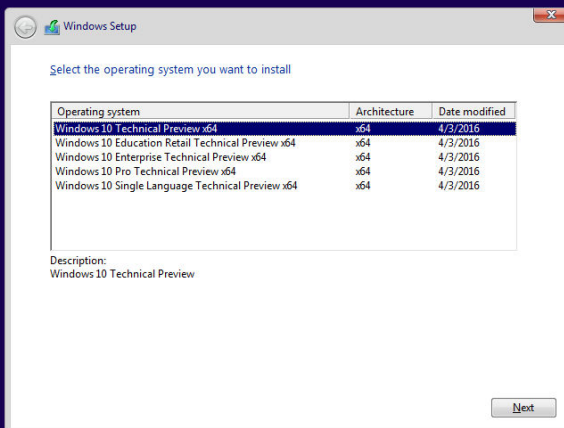 Windows Setup
Select the operating system you want to install
Operating system Architecture Date modified
Windows 10 Technical Preview x64 x64 4/3/2016
Windows 10 Education Retail Technical Preview x64 x64 4/3/2016
Windows 10 Enterprise Technical Preview x64 x64 4/3/2016
Windows 10 Pro Technical Preview x64 x64 4/3/2016
Windows 10 Single Language Technical Preview x64 x64 4/3/2016
Description:
Windows 10 Technical Preview
Next